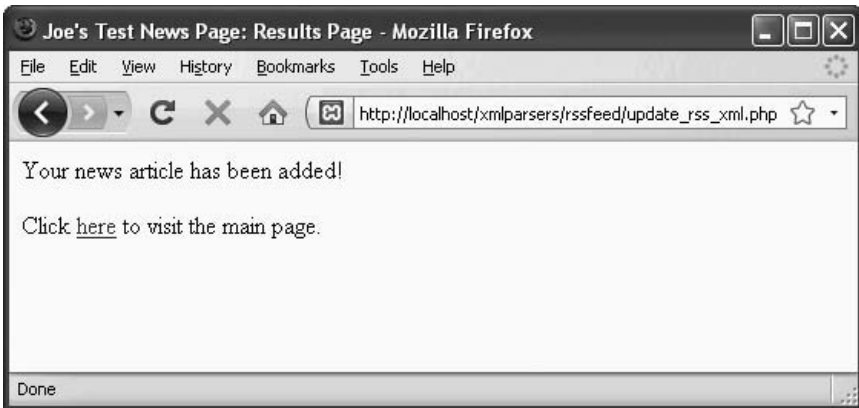 Joe's Test News Page: Results Page - Mozilla Firefox
File Edit View History Bookmarks Tools Help
http://localhost/xmlparsers/rssfeed/update_rss_xml.php
Your news article has been added!
Click here to visit the main page.
Done